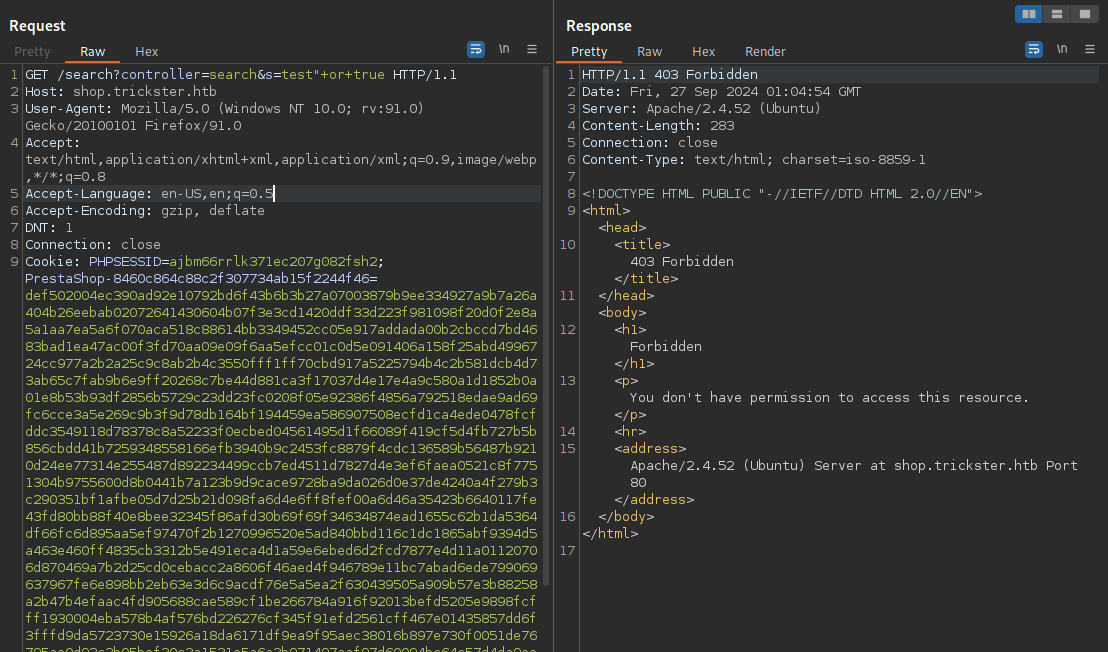 Request
Pretty Raw Hex \n
1 GET /search?controller=search&s=test"+or+true HTTP/1.1
2 Host: shop.trickster.htb
3 User-Agent: Mozilla/5.0 (Windows NT 10.0; rv:91.0)
Gecko/20100101 Firefox/91.0
4 Accept:
text/html,application/xhtml+xml,application/xml;q=0.9,image/webp
,*/*;q=0.8
5 Accept-Language: en-US,en;q=0.5
6 Accept-Encoding: gzip, deflate
7 DNT: 1
8 Connection: close
9 Cookie: PHPSESSID=ajbm66rrlk371ec207g082fsh2;
PrestaShop-8460c864c88c2f307734ab15f2244f46=
def502004ec390ad92e10792bd6f43b6b3b27a07003879b9ee334927a9b7a26a
404b26eebab02072641430604b07f3e3cd1420ddf33d223f981098f20d0f2e8a
5a1aa7ea5a6f070aca518c88614bb3349452cc05e917addada00b2cbccd7bd46
83bad1ea47ac00f3fd70aa09e09f6aa5efcc01c0d5e091406a158f25abd49967
24cc977a2b2a25c9c8ab2b4c3550fff1ff70cbd917a5225794b4c2b581dcb4d7
3ab65c7fab9b6e9ff20268c7be44d881ca3f17037d4e17e4a9c580a1d1852b0a
01e8b53b93df2856b5729c23dd23fc0208f05e92386f4856a792518edae9ad69
fc6cce3a5e269c9b3f9d78db164bf194459ea586907508ecfd1ca4ede0478fcf
ddc3549118d78378c8a52233f0ecbed04561495d1f66089f419cf5d4fb727b5b
856cbdd41b7259348558166efb3940b9c2453fc8879f4cdc136589b56487b921
0d24ee77314e255487d892234499ccb7ed4511d7827d4e3ef6faea0521c8f775
1304b9755600d8b0441b7a123b9d9cace9728ba9da026d0e37de4240a4f279b3
c290351bf1afbe05d7d25b21d098fa6d4e6ff8fef00a6d46a35423b6640117fe
43fd80bb88f40e8bee32345f86afd30b69f69f34634874ead1655c62b1da5364
df66fc6d895aa5ef97470f2b1270996520e5ad840bbd116c1dc1865abf9394d5
a463e460ff4835cb3312b5e491eca4d1a59e6ebed6d2fcd7877e4d11a0112070
6d870469a7b2d25cd0cebacc2a8606f46aed4f946789e11bc7abad6ede799069
637967fe6e898bb2eb63e3d6c9acdf76e5a5ea2f630439505a909b57e3b88258
a2b47b4efaac4fd905688cae589cf1be266784a916f92013befd5205e9898fcf
ff1930004eba578b4af576bd226276cf345f91efd2561cff467e01435857dd6f
3fffd9da5723730e15926a18da6171df9ea9f95aec38016b897e730f0051de76
Response
Pretty Raw Hex Render \n
1 HTTP/1.1 403 Forbidden
2 Date: Fri, 27 Sep 2024 01:04:54 GMT
3 Server: Apache/2.4.52 (Ubuntu)
4 Content-Length: 283
5 Connection: close
6 Content-Type: text/html; charset=iso-8859-1
7
8 <!DOCTYPE HTML PUBLIC "-//IETF//DTD HTML 2.0//EN">
9 <html>
<head>
10 <title>
403 Forbidden
</title>
11 </head>
<body>
12 <h1>
Forbidden
</h1>
13 <p>
You don't have permission to access this resource.
</p>
14 <hr>
15 <address>
Apache/2.4.52 (Ubuntu) Server at shop.trickster.htb Port
80
</address>
16 </body>
</html>
17